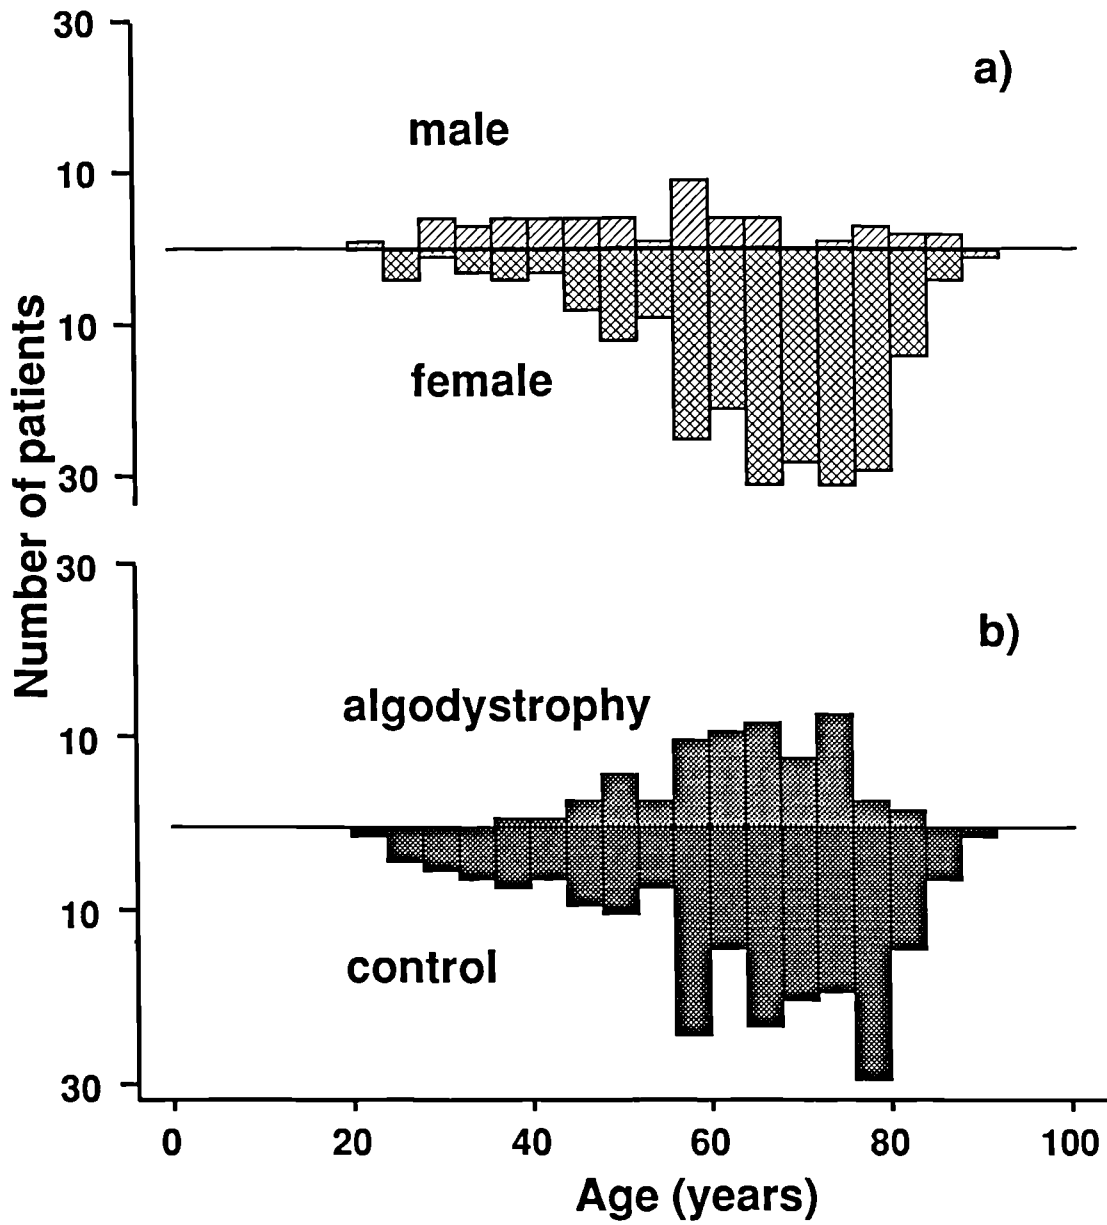 30
a)
male
10
10
female
30
Number of patients
30
b)
algodystrophy
10
10
control
30
0 20 40 60 80 100
Age (years)